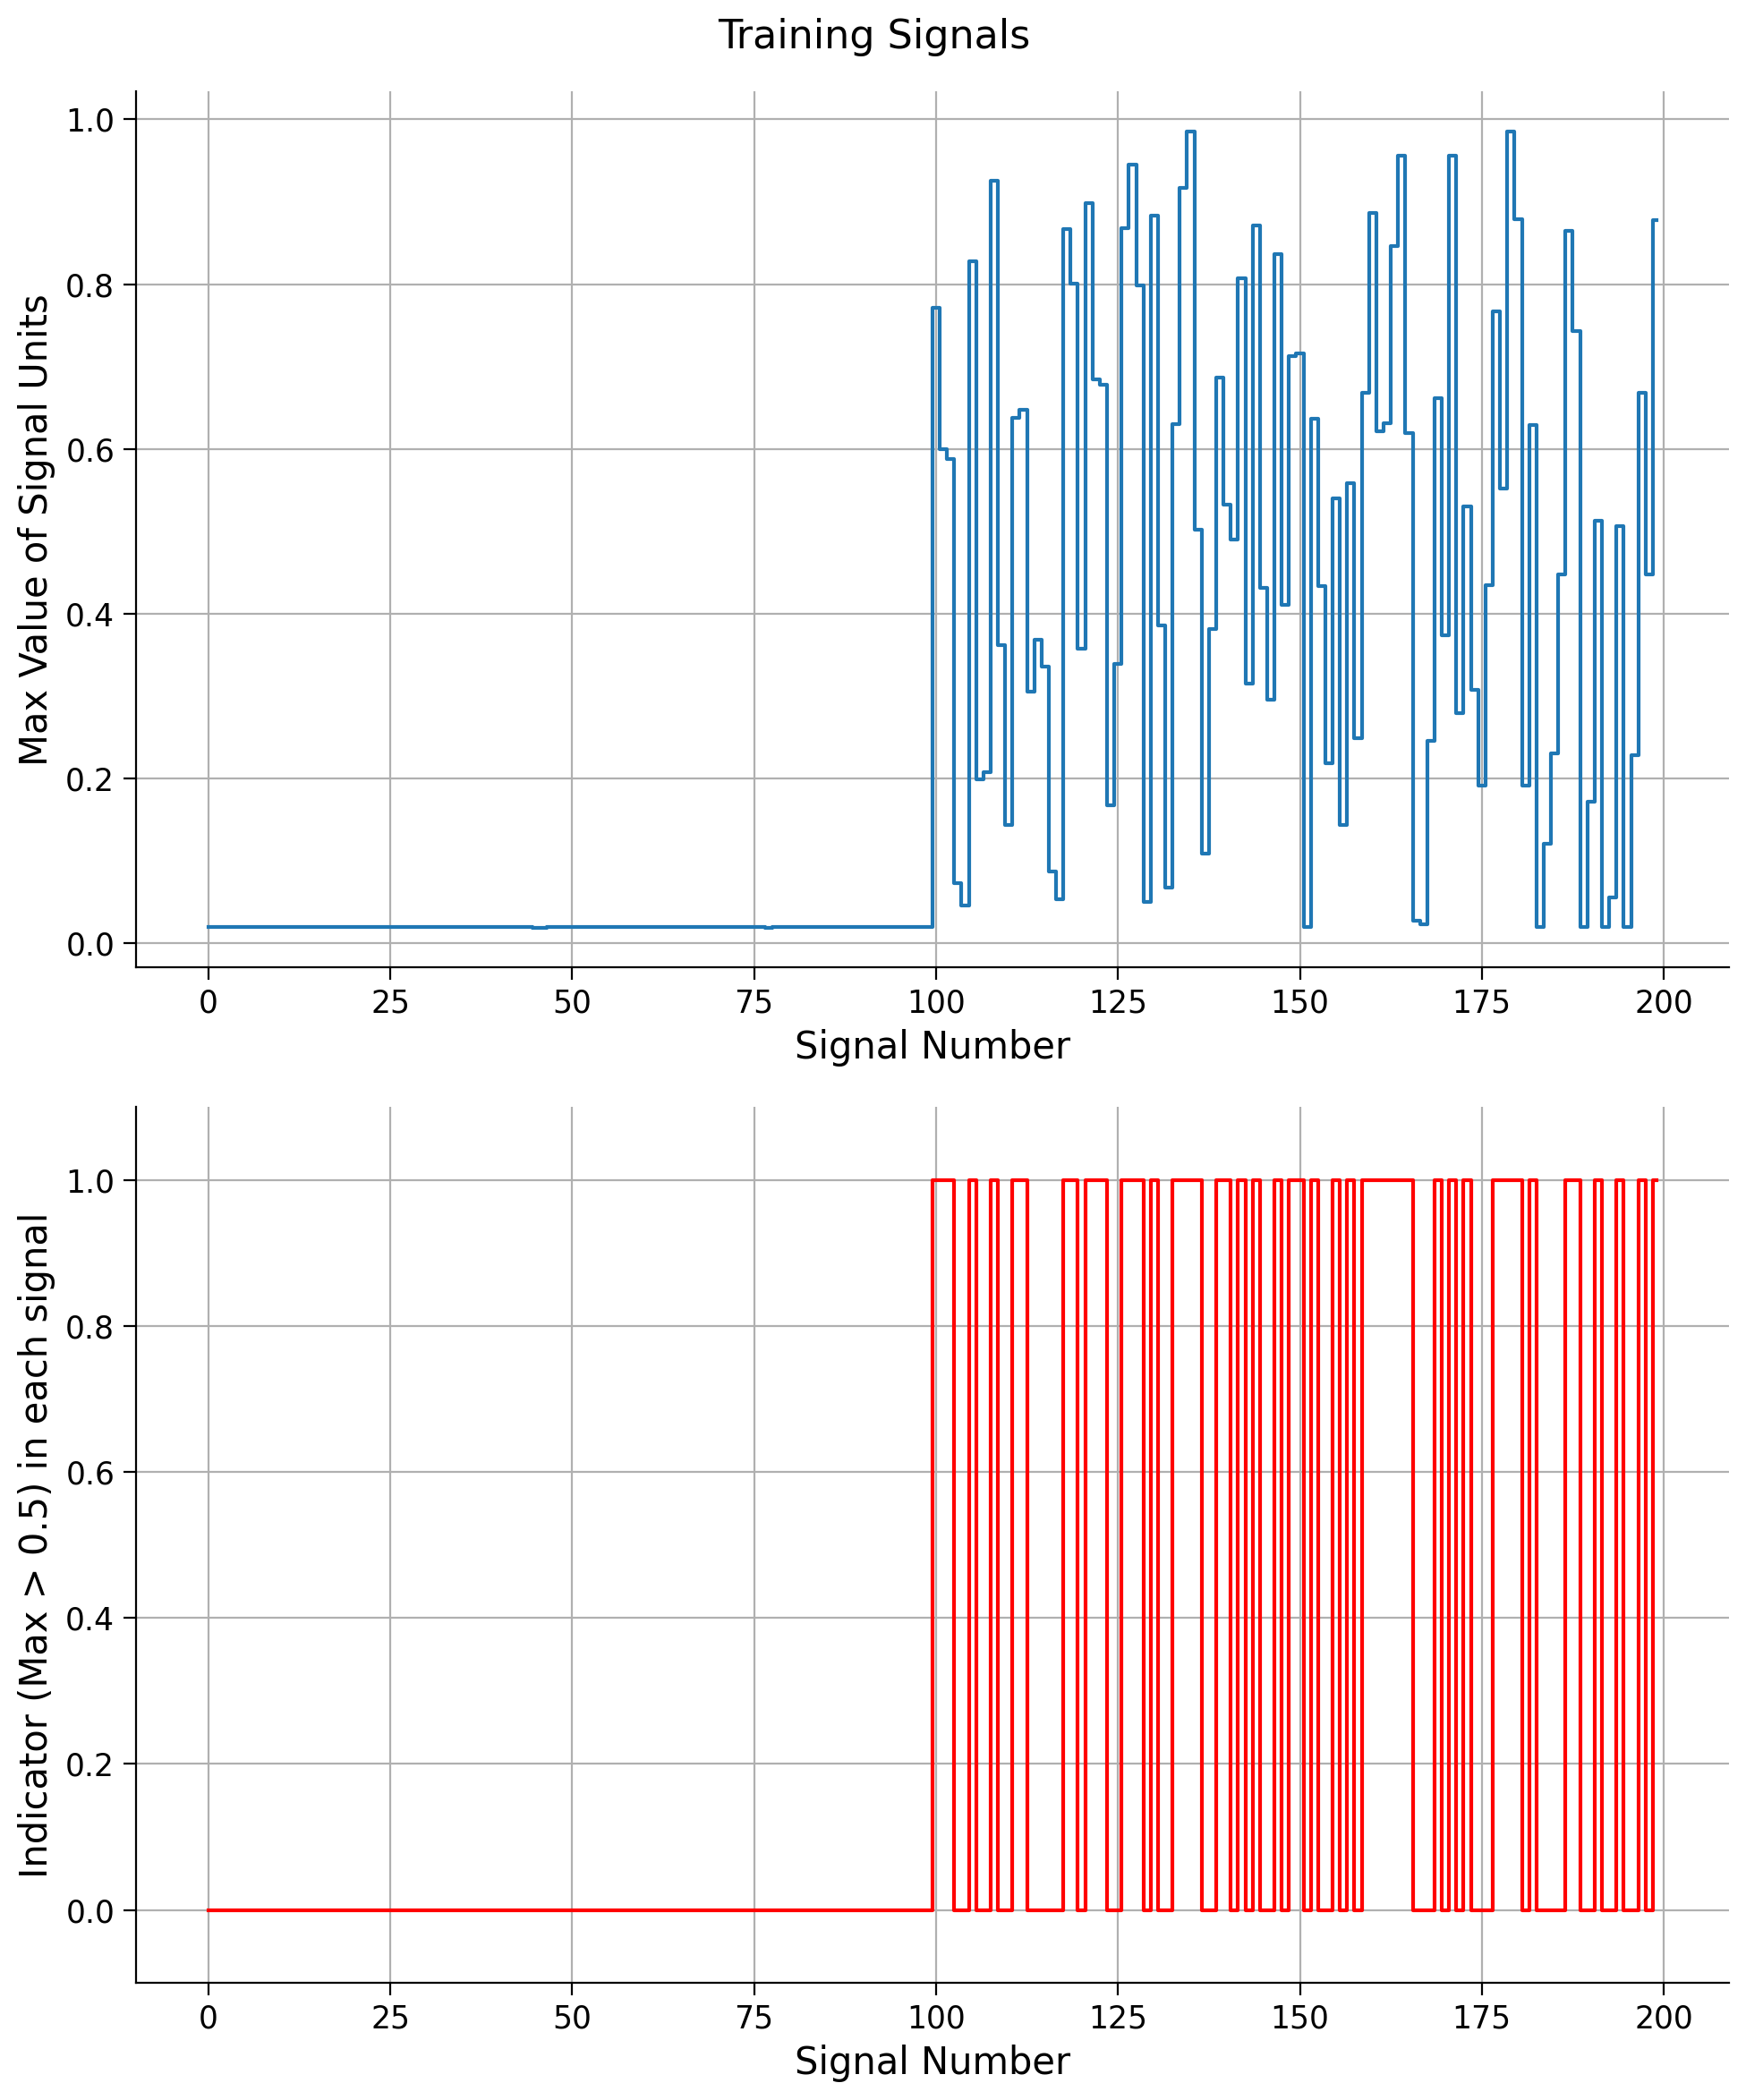 Training Signals
1.0
0.8
0.6
0.4
0.2
0.0
Max Value of Signal Units
0 25 50 75 100 125 150 175 200
Signal Number
1.0
0.8
0.6
0.4
0.2
0.0
Indicator (Max > 0.5) in each signal
0 25 50 75 100 125 150 175 200
Signal Number